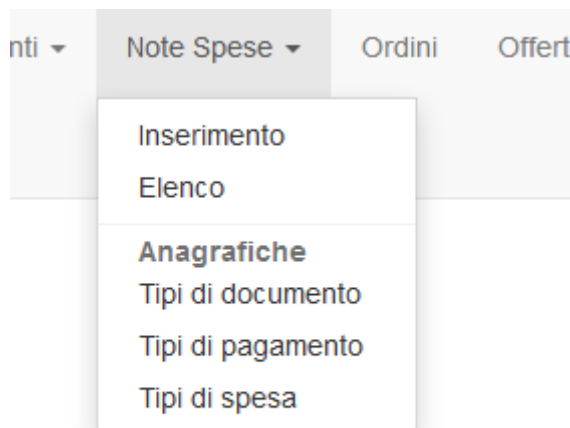 nti Note Spese Ordini Offert
Inserimento
Elenco
Anagrafiche
Tipi di documento
Tipi di pagamento
Tipi di spesa